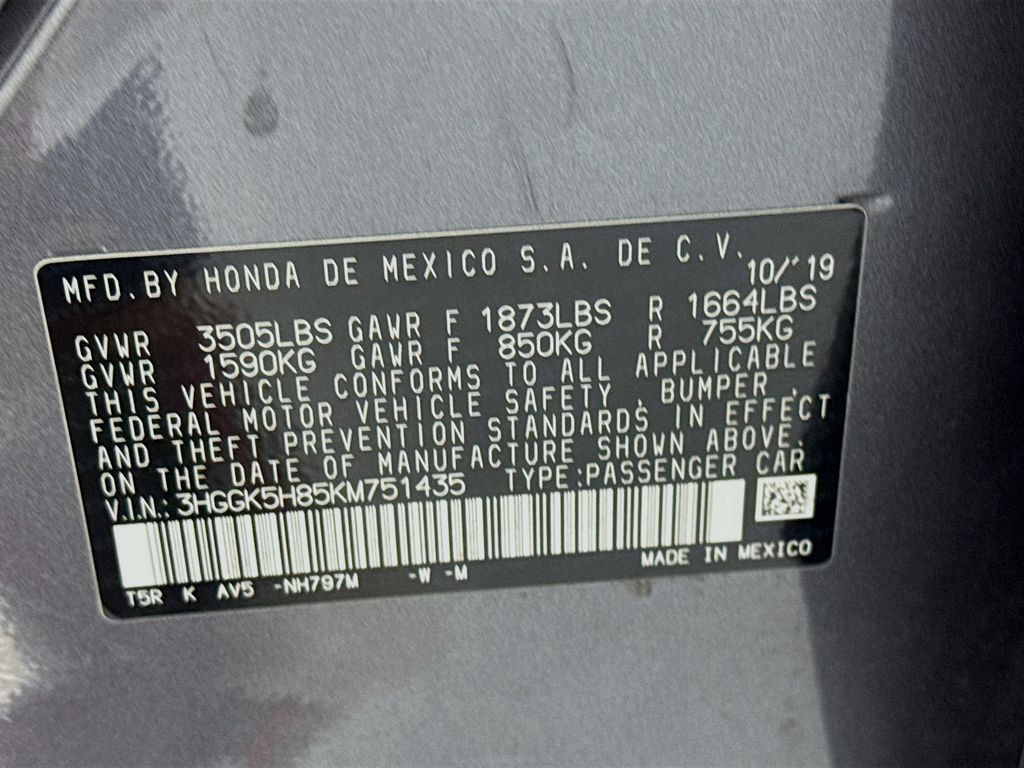 MFD.BY HONDA DE MEXICO S.A. DE C.V.
10/'19
GVWR 3505LBS GAWR F 1873LBS R 1664LBS
GVWR 1590KG GAWR F 850KG R 755KG
THIS VEHICLE CONFORMS TO ALL APPLICABLE
FEDERAL MOTOR VEHICLE SAFETY, BUMPER,
AND THEFT PREVENTION STANDARDS IN EFFECT
ON THE DATE OF MANUFACTURE SHOWN ABOVE.
V.I.N.: 3HGGK5H85KM751435 TYPE:PASSENGER CAR
MADE IN MEXICO
T5R K AV5 -NH797M -W -M